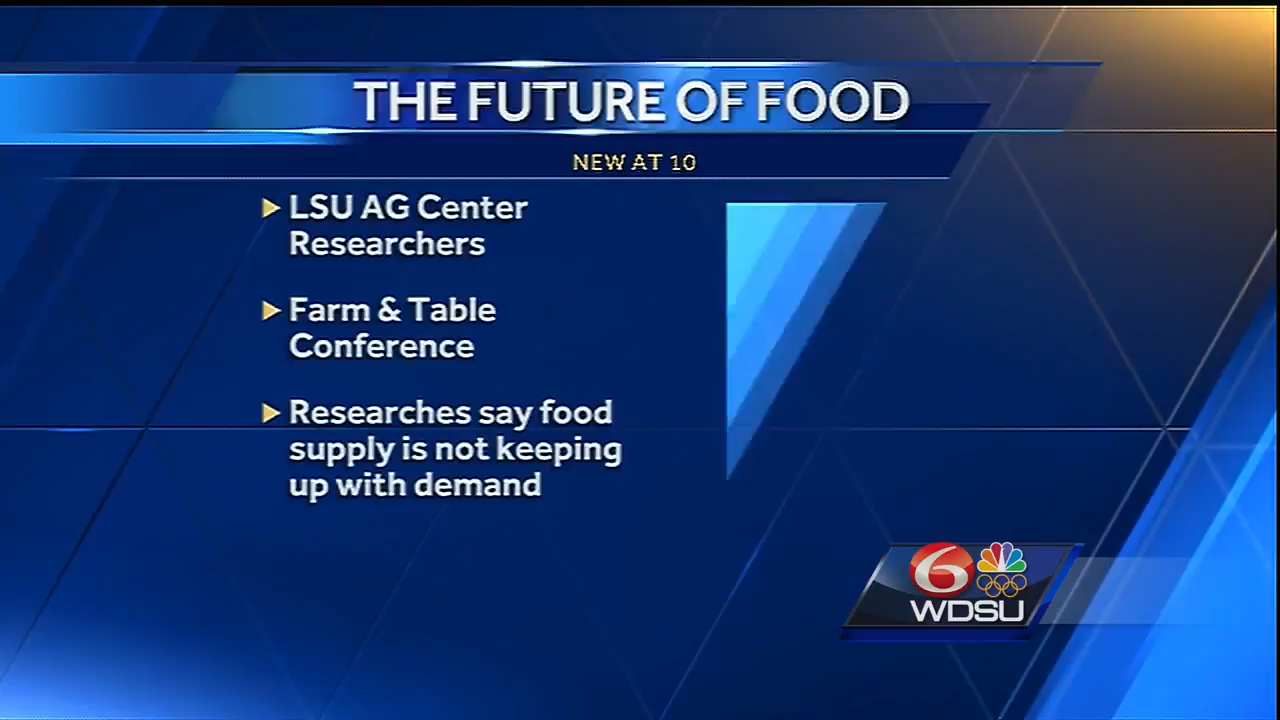 THE FUTURE OF FOOD
NEW AT 10
LSU AG Center
Researchers
Farm & Table
Conference
Researches say food
supply is not keeping
up with demand
6
WDSU